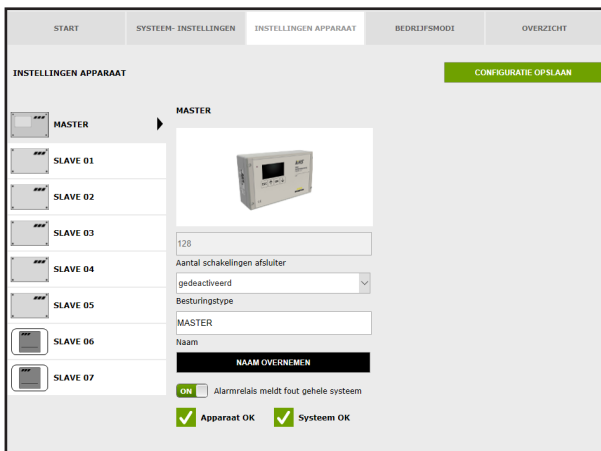 START
SYSTEEM- INSTELLINGEN
INSTELLINGEN APPARAAT
BEDRIJFSMODI
OVERZICHT
INSTELLINGEN APPARAAT
CONFIGURATIE OPSLAAN
MASTER
SLAVE 01
SLAVE 02
SLAVE 03
SLAVE 04
SLAVE 05
SLAVE 06
SLAVE 07
MASTER
128
Aantal schakelingen afsluiter
gedeactiveerd
Besturingstype
MASTER
Naam
NAAM OVERNEMEN
ON Alarmrelais meldt fout gehele systeem
Apparaat OK
Systeem OK